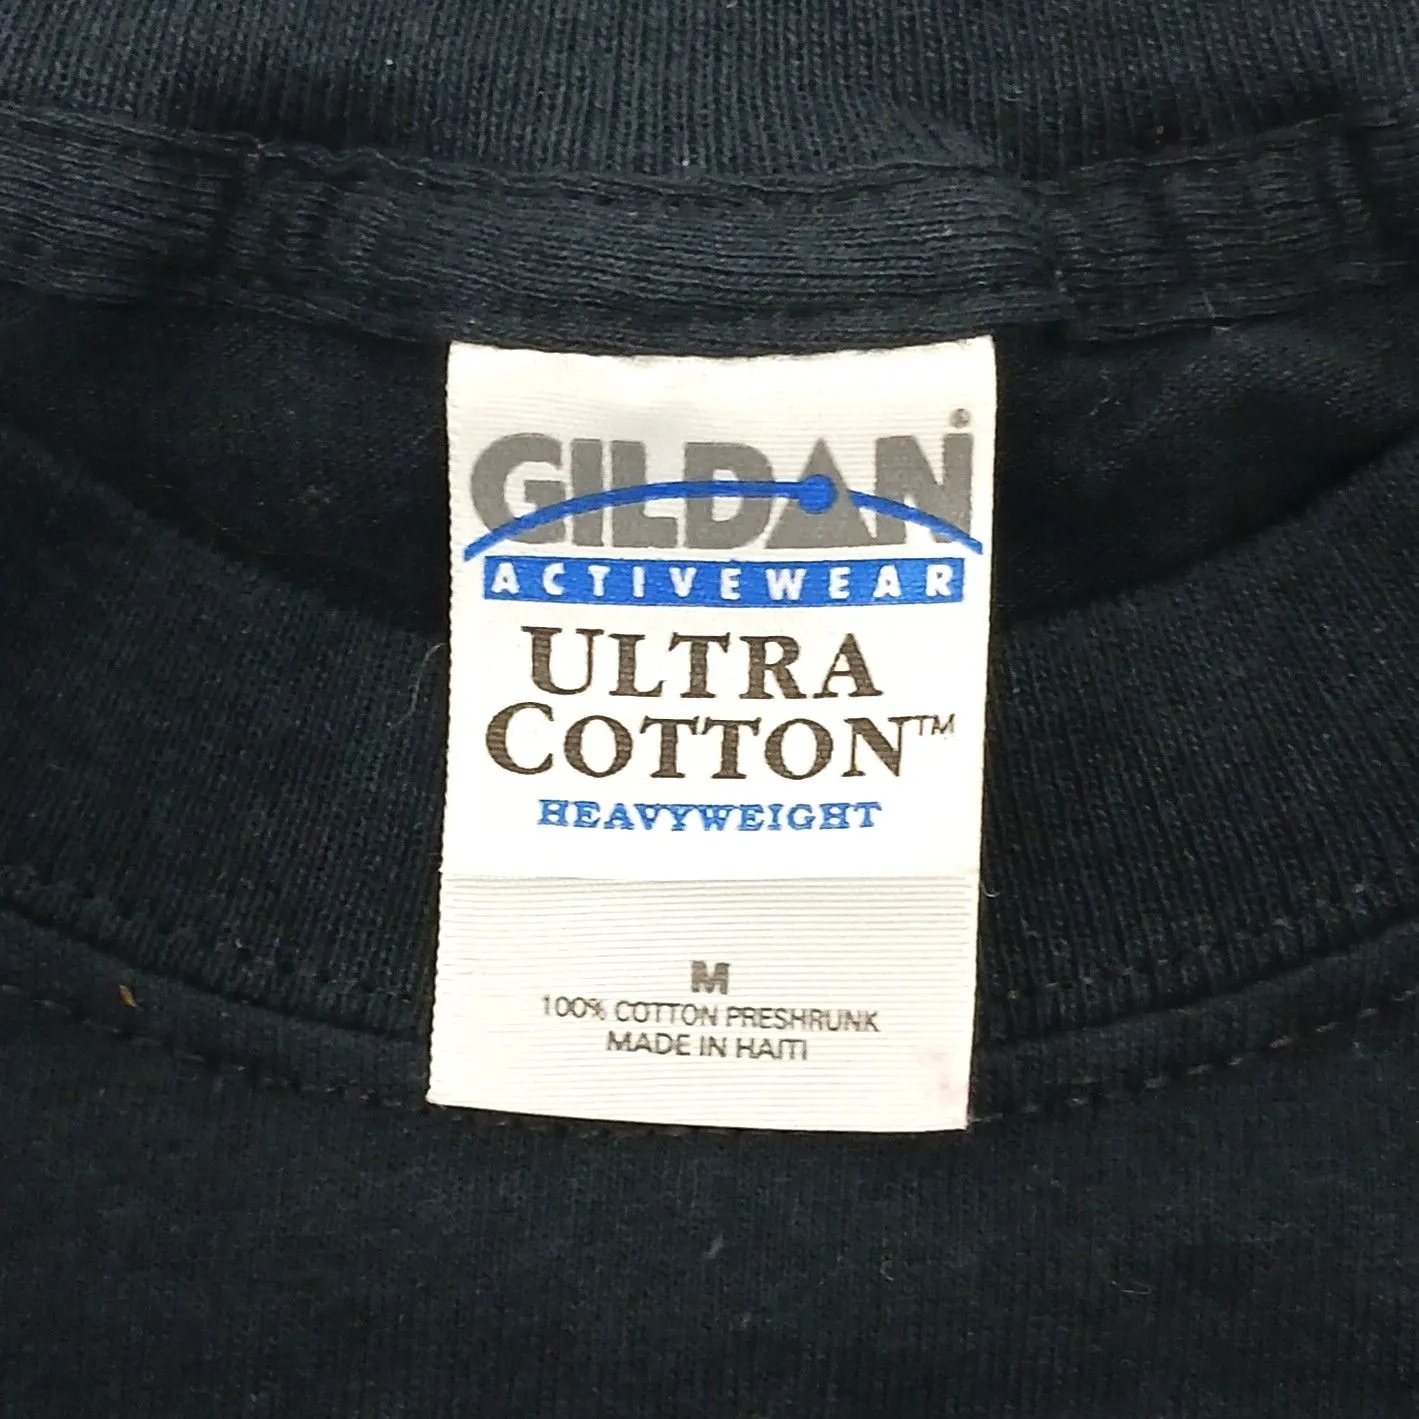 GILDAN®
ACTIVEWEAR
ULTRA
COTTON™
HEAVYWEIGHT
M
100% COTTON PRESHRUNK
MADE IN HAITI